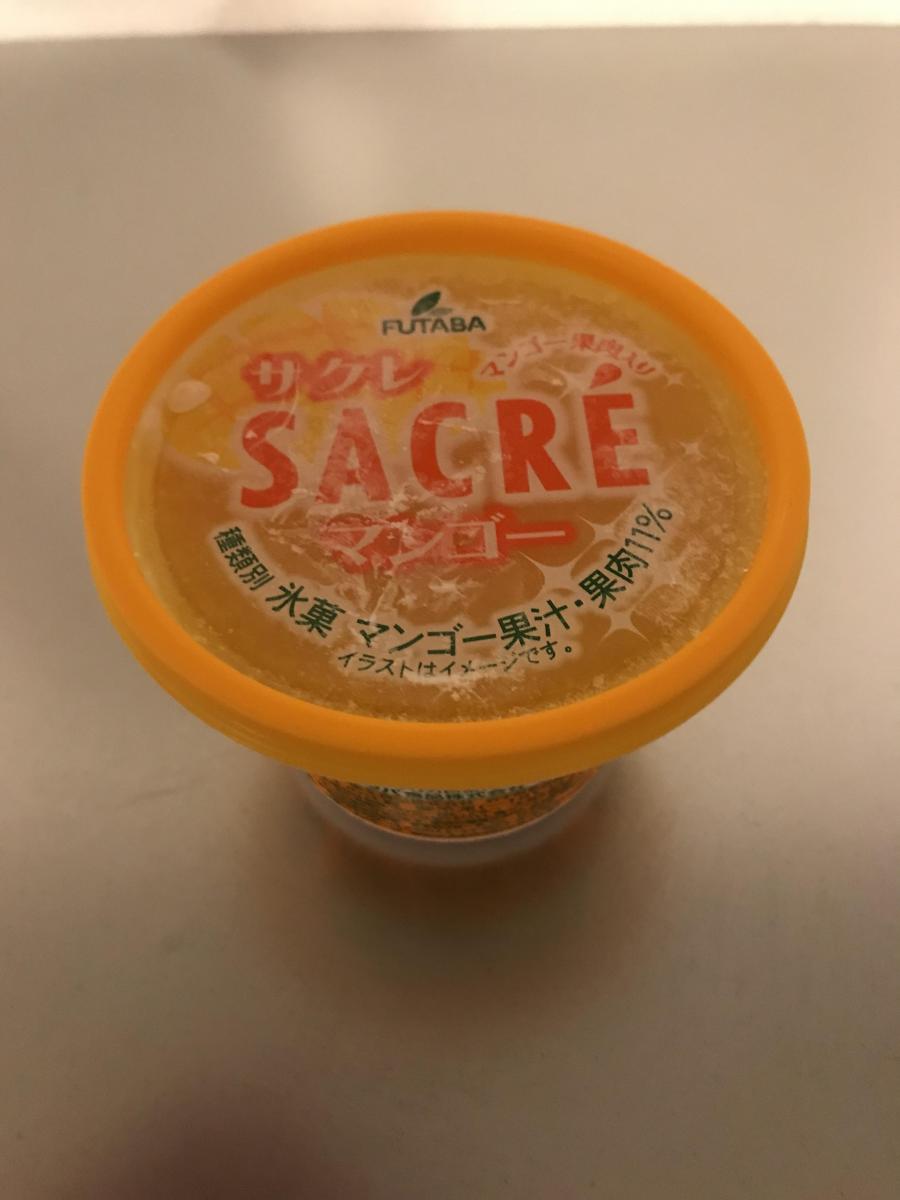 FUTABA
マンゴー果肉入り
サクレ
SACRÉ
マンゴー
種類別 氷菓 マンゴー果汁・果肉11%
イラストはイメージです。